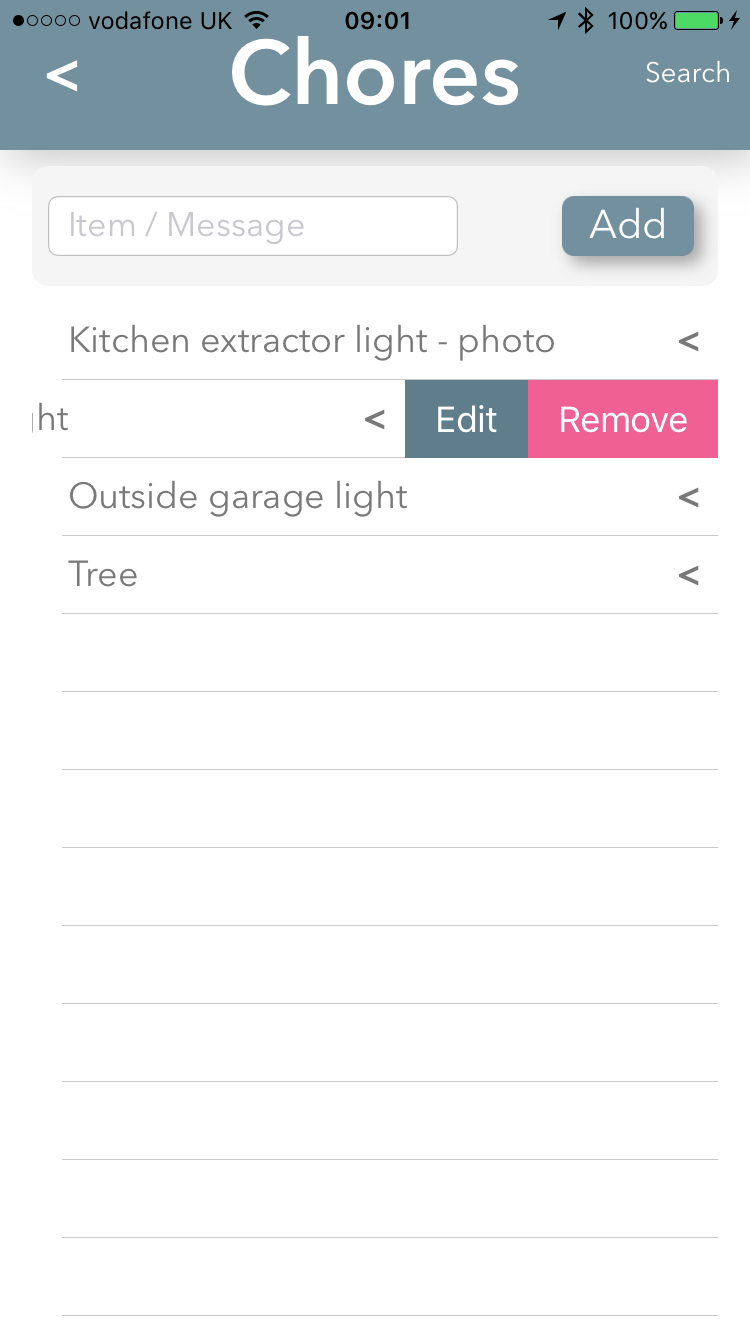 vodafone UK 09:01 100%
< Chores Search
Item / Message Add
Kitchen extractor light - photo <
ht < Edit Remove
Outside garage light <
Tree <